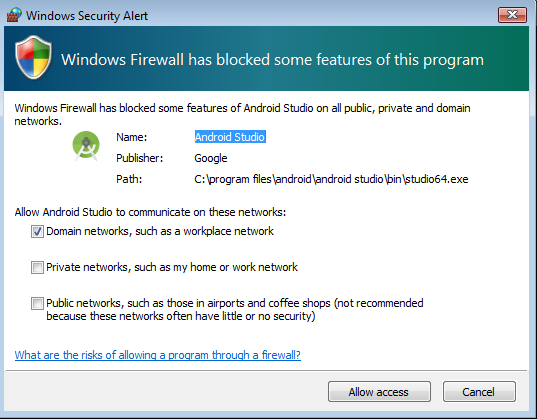 Windows Security Alert
Windows Firewall has blocked some features of this program
Windows Firewall has blocked some features of Android Studio on all public, private and domain
networks.
Name: Android Studio
Publisher: Google
Path: C:\program files\android\android studio\bin\studio64.exe
Allow Android Studio to communicate on these networks:
Domain networks, such as a workplace network
Private networks, such as my home or work network
Public networks, such as those in airports and coffee shops (not recommended
because these networks often have little or no security)
What are the risks of allowing a program through a firewall?
Allow access Cancel